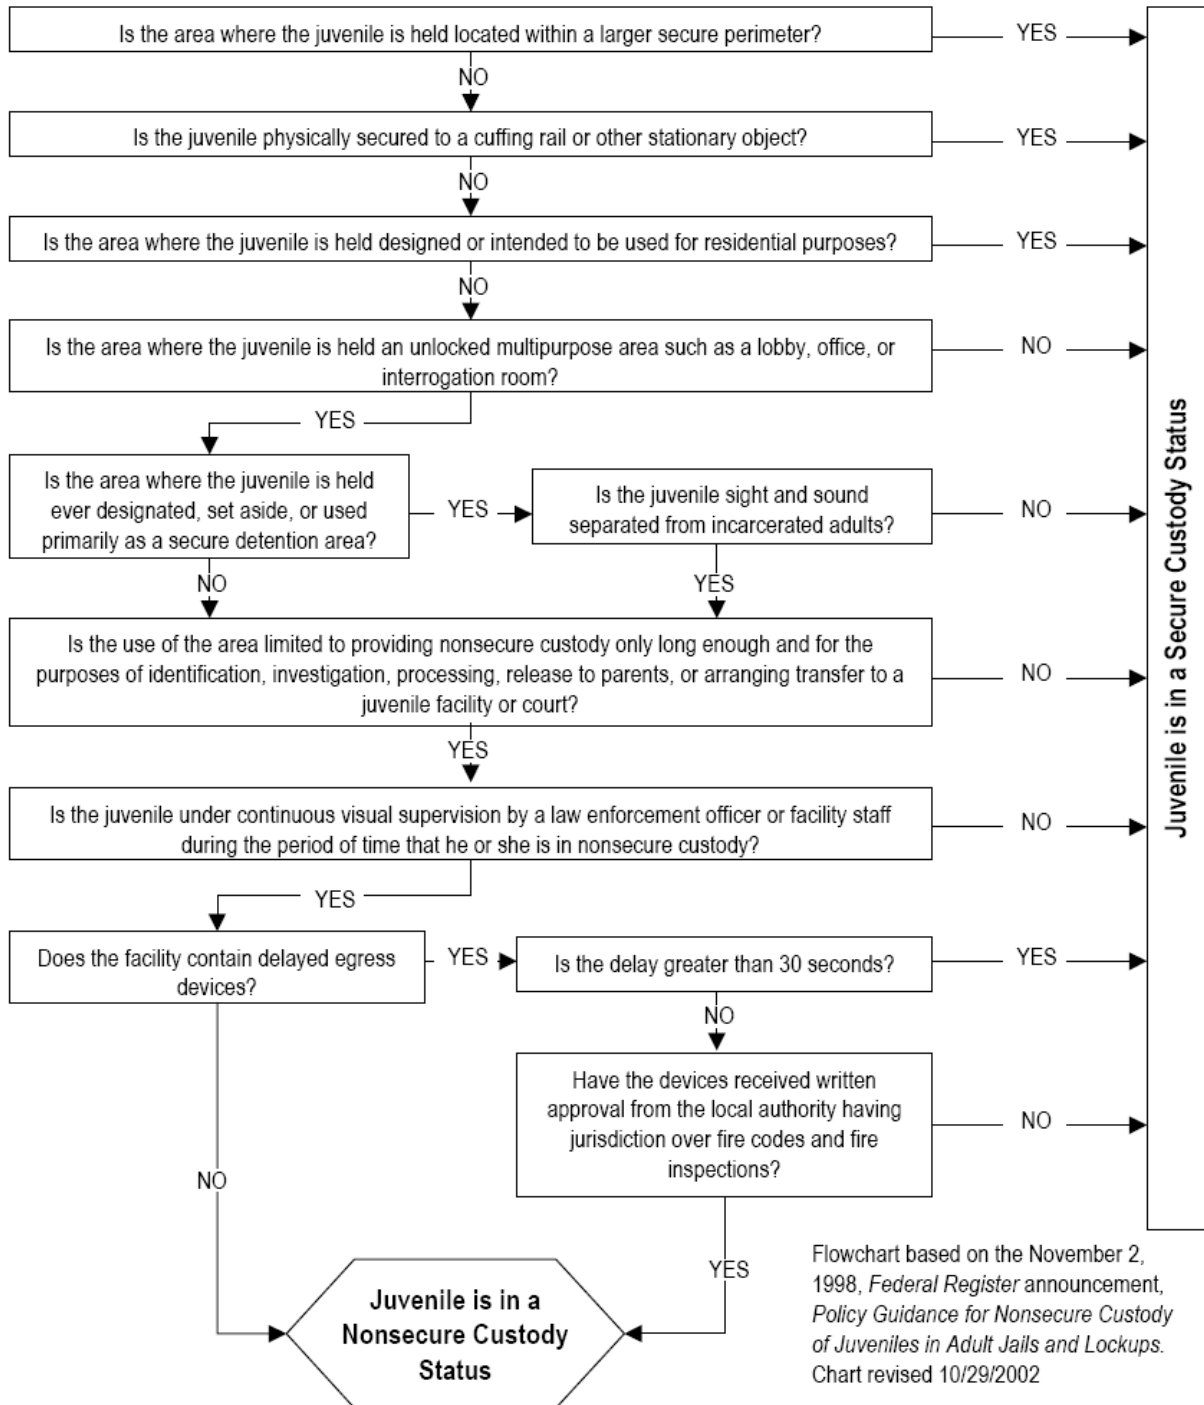 Is the area where the juvenile is held located within a larger secure perimeter?
YES
NO
Is the juvenile physically secured to a cuffing rail or other stationary object?
YES
NO
Is the area where the juvenile is held designed or intended to be used for residential purposes?
YES
NO
Is the area where the juvenile is held an unlocked multipurpose area such as a lobby, office, or
interrogation room?
NO
YES
Is the area where the juvenile is held
ever designated, set aside, or used
primarily as a secure detention area?
YES
Is the juvenile sight and sound
separated from incarcerated adults?
NO
NO
YES
Is the use of the area limited to providing nonsecure custody only long enough and for the
purposes of identification, investigation, processing, release to parents, or arranging transfer to a
juvenile facility or court?
NO
YES
Is the juvenile under continuous visual supervision by a law enforcement officer or facility staff
during the period of time that he or she is in nonsecure custody?
NO
YES
Does the facility contain delayed egress
devices?
YES
Is the delay greater than 30 seconds?
YES
NO
Have the devices received written
approval from the local authority having
jurisdiction over fire codes and fire
inspections?
NO
NO
YES
Juvenile is in a
Nonsecure Custody
Status
Juvenile is in a Secure Custody Status
Flowchart based on the November 2,
1998, Federal Register announcement,
Policy Guidance for Nonsecure Custody
of Juveniles in Adult Jails and Lockups.
Chart revised 10/29/2002